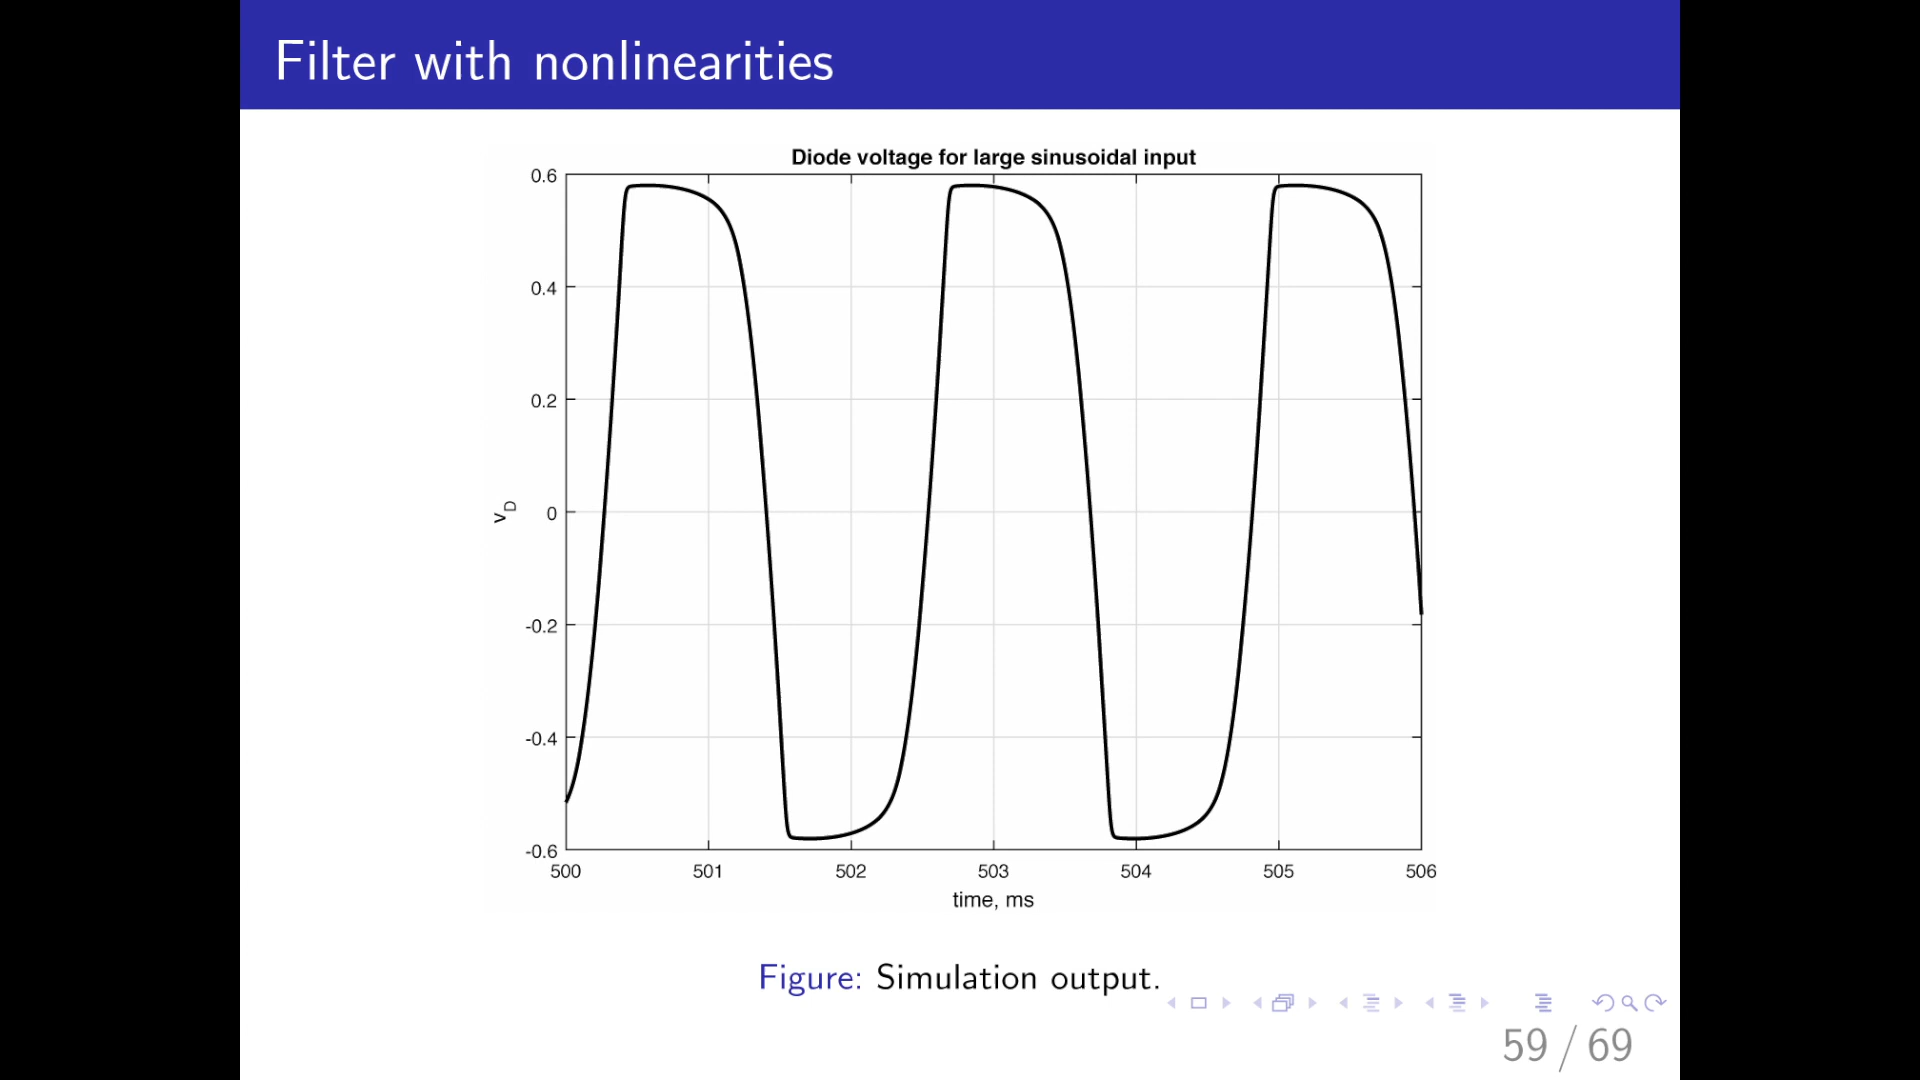 Filter with nonlinearities
Diode voltage for large sinusoidal input
0.6
0.4
0.2
0
-0.2
-0.4
-0.6
v_D
500 501 502 503 504 505 506
time, ms
Figure: Simulation output.
59 / 69